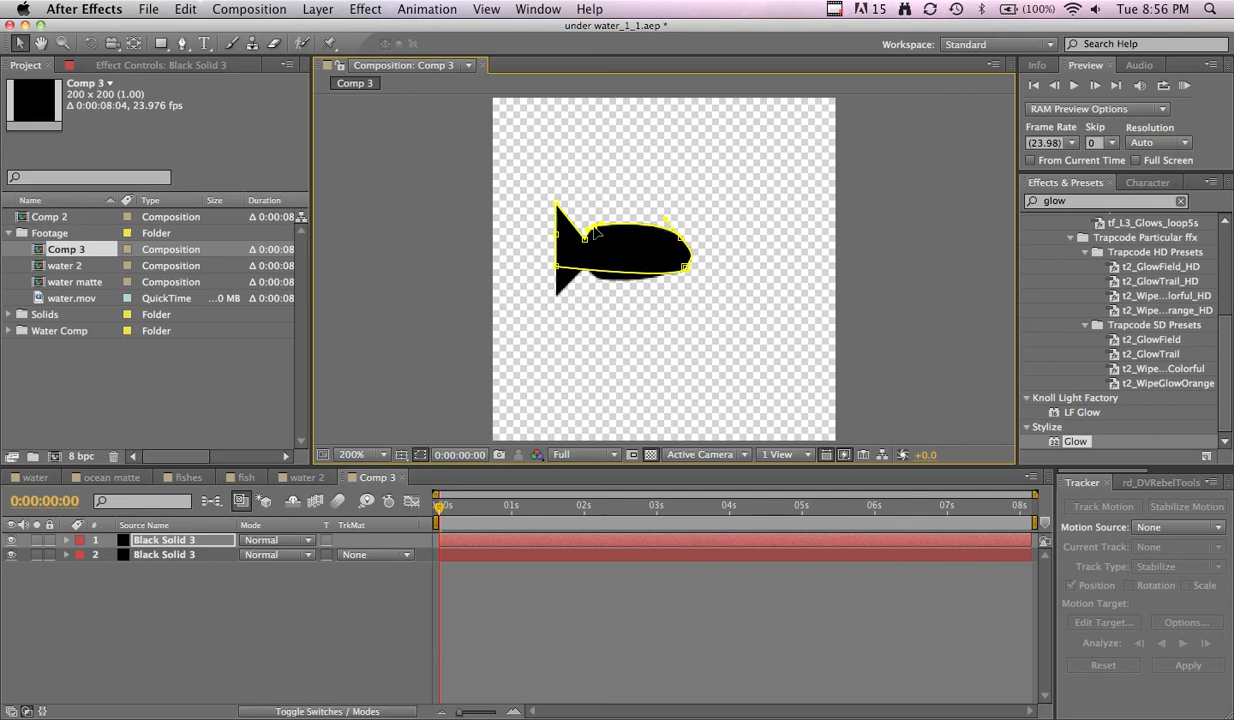 After Effects File Edit Composition Layer Effect Animation View Window Help 15 (100%) Tue 8:56 PM
under water_1_1.aep *
Workspace: Standard Search Help
Project Effect Controls: Black Solid 3 Composition: Comp 3 Info Preview Audio
Comp 3
200 x 200 (1.00)
Δ 0:00:08:04, 23.976 fps
Comp 3
RAM Preview Options
Frame Rate Skip Resolution
(23.98) 0 Auto
From Current Time Full Screen
Effects & Presets Character
glow
Name Type Size Duration
Comp 2 Composition Δ 0:00:08
Footage Folder
Comp 3 Composition Δ 0:00:08
water 2 Composition Δ 0:00:08
water matte Composition Δ 0:00:08
water.mov QuickTime ...0 MB Δ 0:00:08
Solids Folder
Water Comp Folder
tf_L3_Glows_loop5s
Trapcode Particular ffx
Trapcode HD Presets
t2_GlowField_HD
t2_GlowTrail_HD
t2_Wipe...lorful_HD
t2_Wipe...range_HD
Trapcode SD Presets
t2_GlowField
t2_GlowTrail
t2_Wipe...Colorful
t2_WipeGlowOrange
Knoll Light Factory
LF Glow
Stylize
Glow
8 bpc
200% 0:00:00:00 Full Active Camera 1 View +0.0
water ocean matte fishes fish water 2 Comp 3
0:00:00:00
:00s 01s 02s 03s 04s 05s 06s 07s 08s
# Source Name Mode T TrkMat
1 Black Solid 3 Normal
2 Black Solid 3 Normal None
Toggle Switches / Modes
Tracker rd_DVRebelTools
Track Motion Stabilize Motion
Motion Source: None
Current Track: None
Track Type: Stabilize
Position Rotation Scale
Motion Target:
Edit Target... Options...
Analyze:
Reset Apply